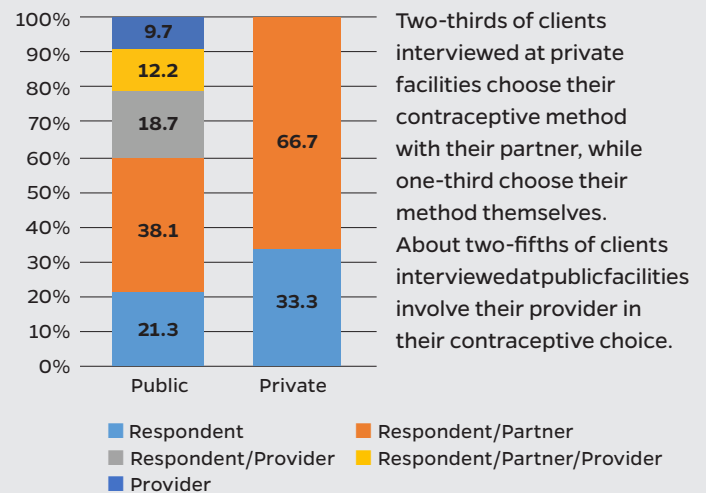 100%
90%
80%
70%
60%
50%
40%
30%
20%
10%
0%
9.7
12.2
18.7
38.1
21.3
66.7
33.3
Public Private
Respondent Respondent/Partner
Respondent/Provider Respondent/Partner/Provider
Provider
Two-thirds of clients
interviewed at private
facilities choose their
contraceptive method
with their partner, while
one-third choose their
method themselves.
About two-fifths of clients
interviewedatpublicfacilities
involve their provider in
their contraceptive choice.